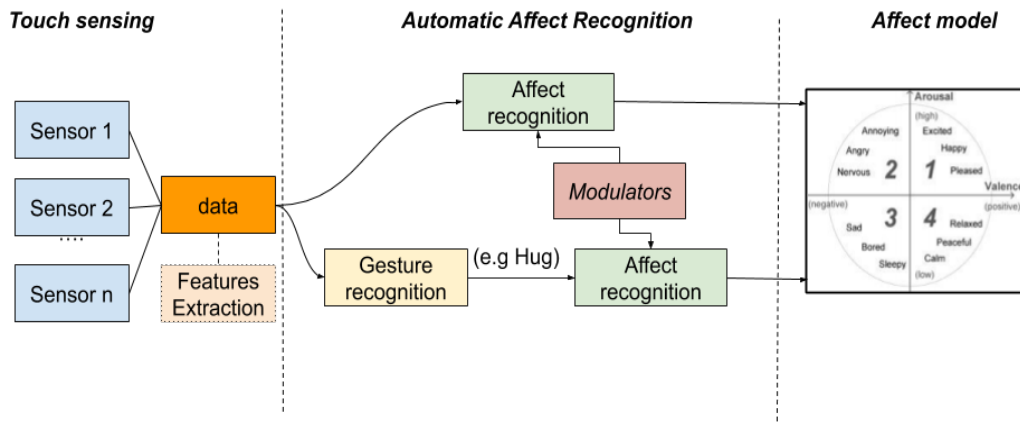 Touch sensing
Automatic Affect Recognition
Affect model
Sensor 1
Sensor 2
....
Sensor n
data
Features
Extraction
Affect
recognition
Modulators
Gesture
recognition
(e.g Hug)
Affect
recognition
Arousal
(high)
Annoying
Excited
Angry
Happy
Nervous
2
1
Pleased
Valence
(negative)
(positive)
3
4
Sad
Relaxed
Bored
Peaceful
Sleepy
Calm
(low)